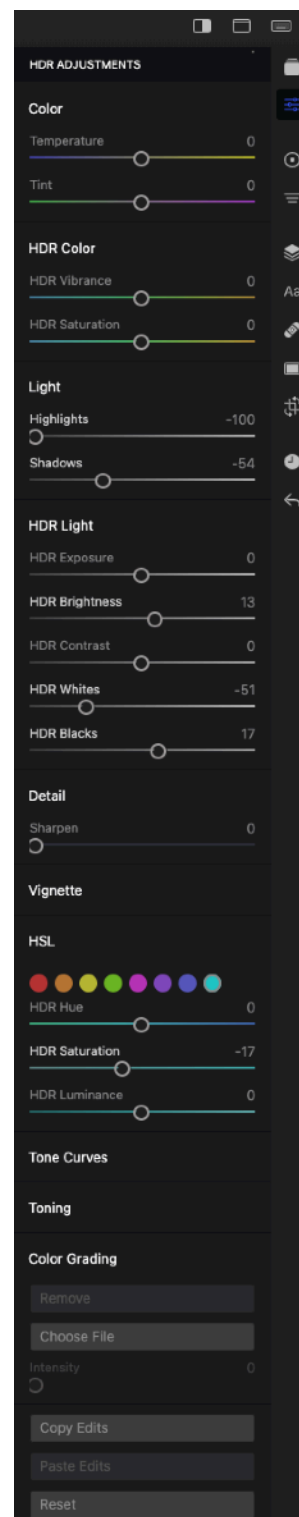 HDR ADJUSTMENTS
Color
Temperature 0
Tint 0
HDR Color
HDR Vibrance 0
HDR Saturation 0
Light
Highlights -100
Shadows -54
HDR Light
HDR Exposure 0
HDR Brightness 13
HDR Contrast 0
HDR Whites -51
HDR Blacks 17
Detail
Sharpen 0
Vignette
HSL
HDR Hue 0
HDR Saturation -17
HDR Luminance 0
Tone Curves
Toning
Color Grading
Remove
Choose File
Intensity 0
Copy Edits
Paste Edits
Reset
Aa